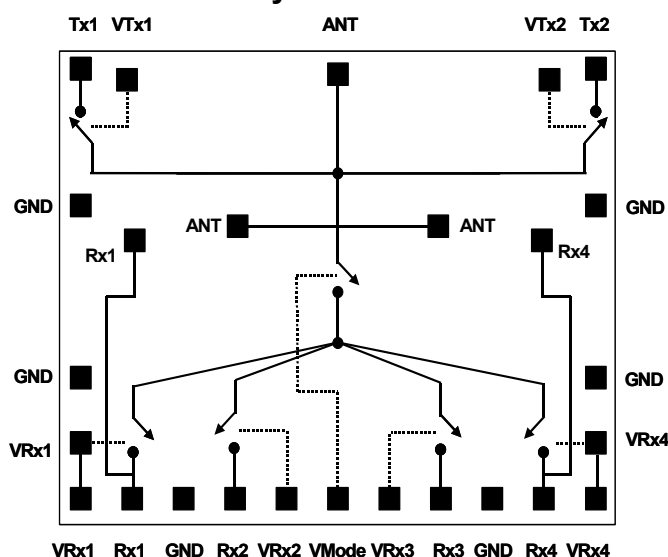 Tx1 VTx1 ANT VTx2 Tx2
GND GND
ANT ANT
Rx1 Rx4
GND GND
VRx1 VRx4
VRx1 Rx1 GND Rx2 VRx2 VMode VRx3 Rx3 GND Rx4 VRx4